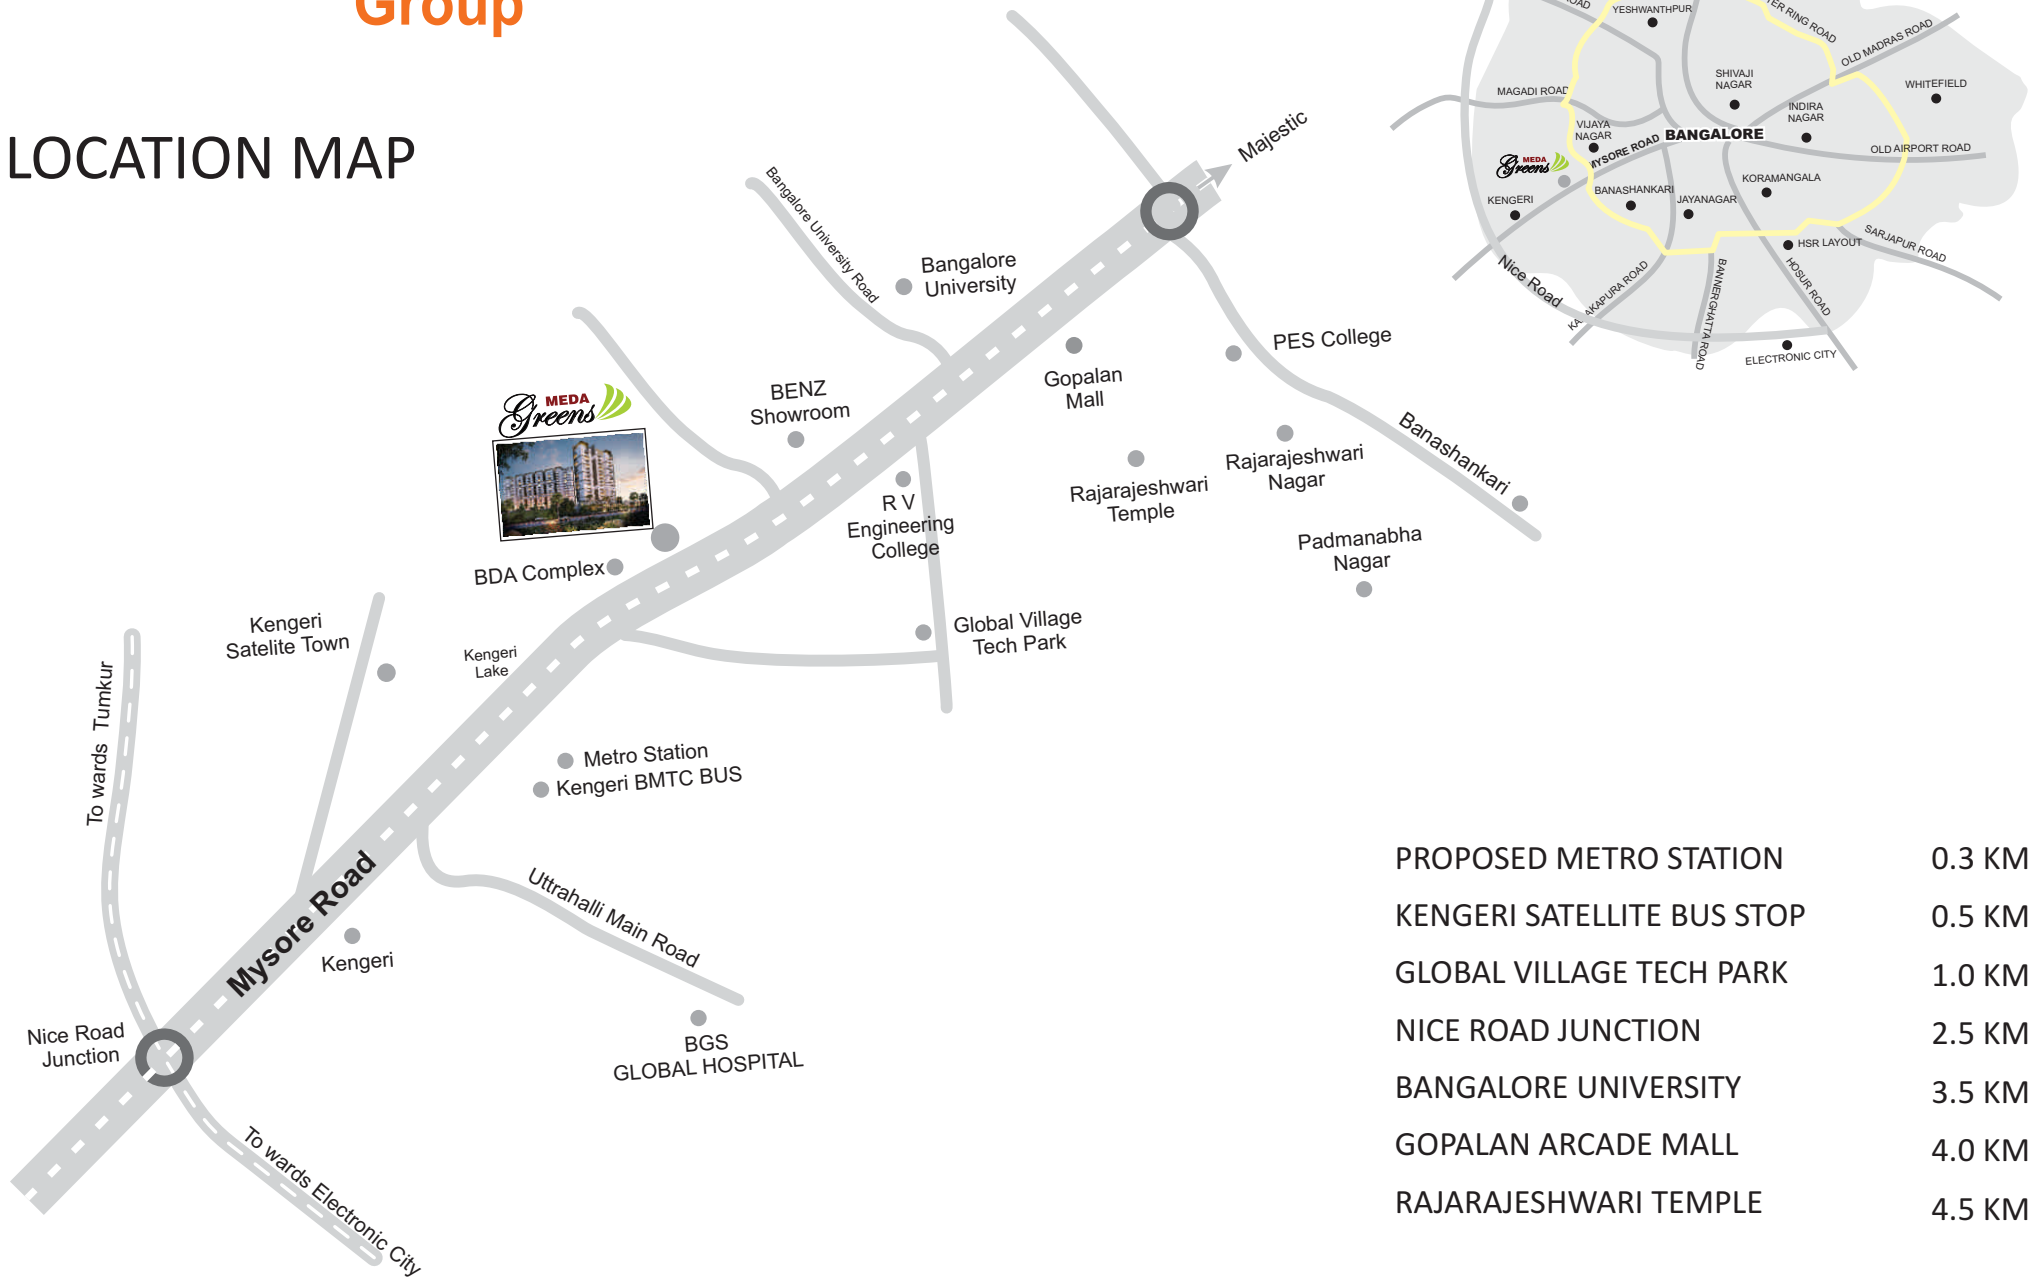 Group
LOCATION MAP
Majestic
Bangalore University Road
Bangalore
University
PES College
Gopalan
Mall
BENZ
Showroom
MEDA
Greens
Banashankari
Rajarajeshwari
Nagar
Rajarajeshwari
Temple
R V
Engineering
College
Padmanabha
Nagar
BDA Complex
Global Village
Tech Park
Kengeri
Satelite Town
Kengeri
Lake
To wards Tumkur
Metro Station
Kengeri BMTC BUS
Mysore Road
Uttrahalli Main Road
Kengeri
Nice Road
Junction
BGS
GLOBAL HOSPITAL
To wards Electronic City
YESHWANTHPUR
RING ROAD
OLD MADRAS ROAD
SHIVAJI
NAGAR
WHITEFIELD
MAGADI ROAD
INDIRA
NAGAR
VIJAYA
NAGAR
BANGALORE
MYSORE ROAD
OLD AIRPORT ROAD
MEDA
Greens
KORAMANGALA
KENGERI
BANASHANKARI
JAYANAGAR
HSR LAYOUT
SARJAPUR ROAD
Nice Road
ROAD
BANNERGHATTA ROAD
HOSUR ROAD
ELECTRONIC CITY
PROPOSED METRO STATION 0.3 KM
KENGERI SATELLITE BUS STOP 0.5 KM
GLOBAL VILLAGE TECH PARK 1.0 KM
NICE ROAD JUNCTION 2.5 KM
BANGALORE UNIVERSITY 3.5 KM
GOPALAN ARCADE MALL 4.0 KM
RAJARAJESHWARI TEMPLE 4.5 KM